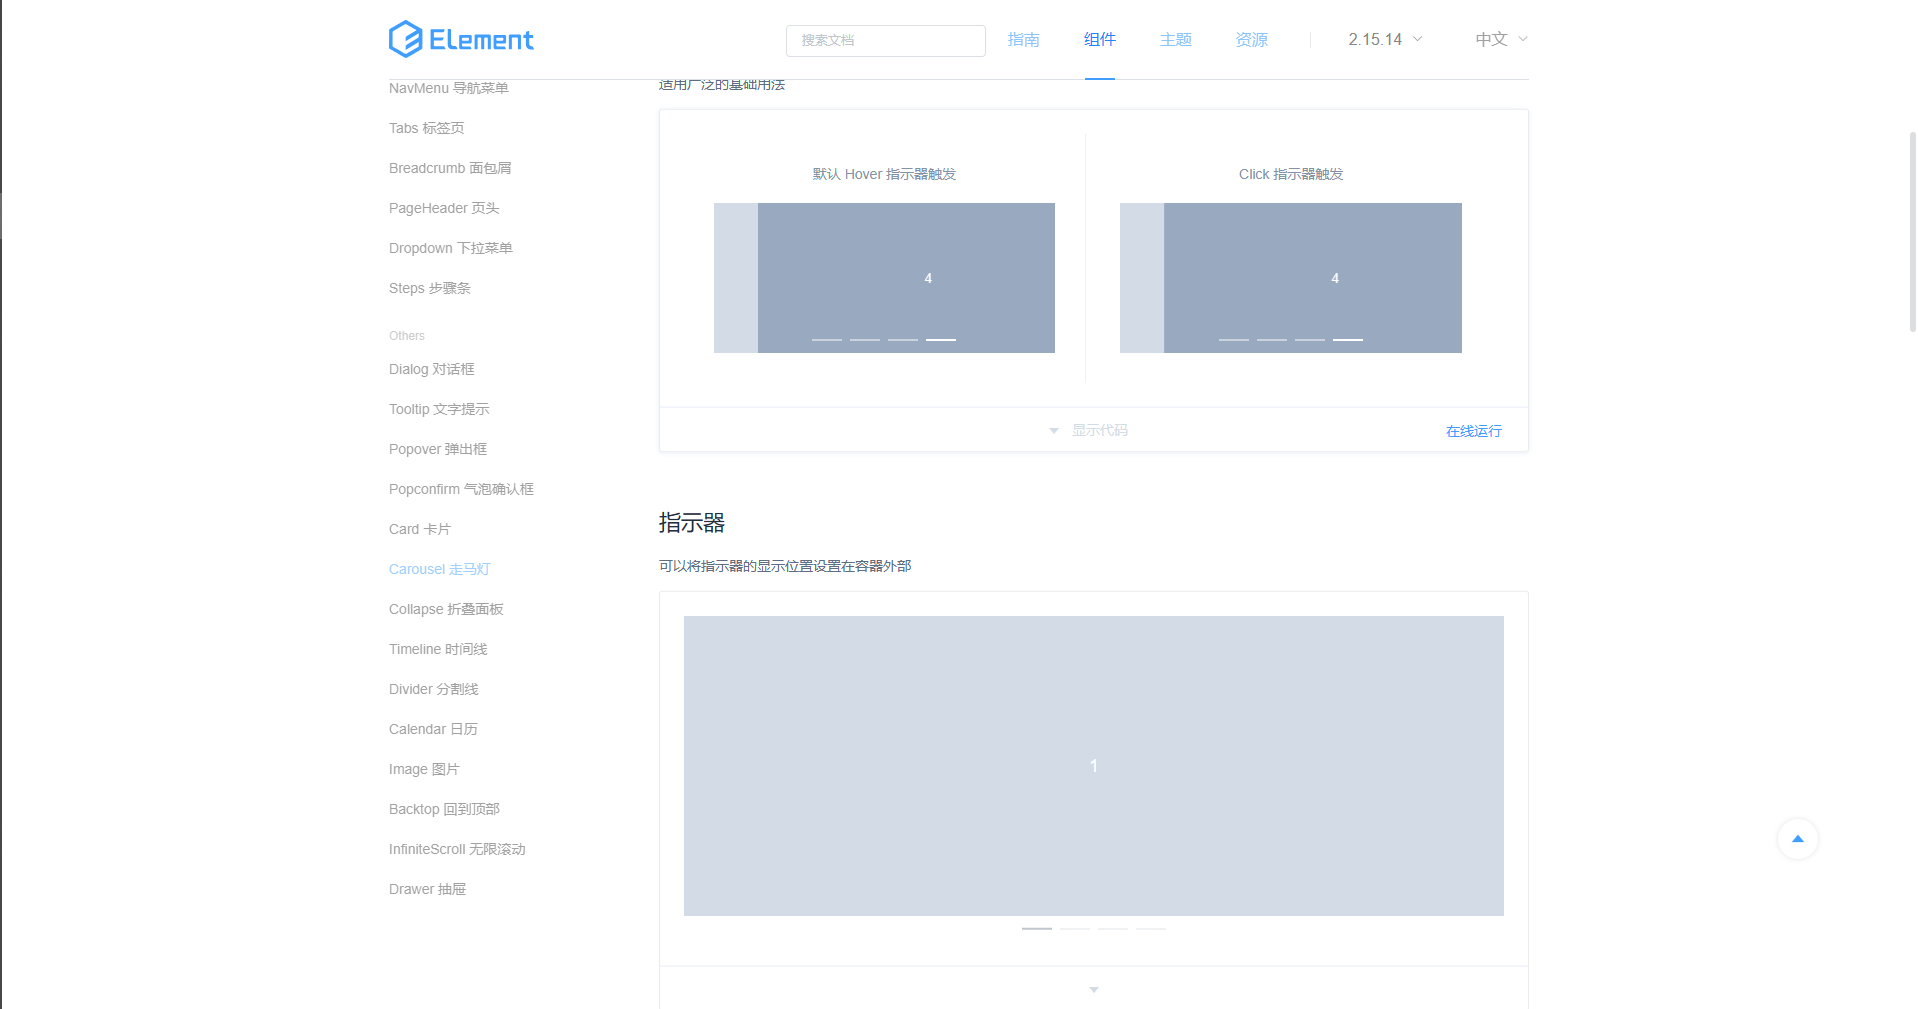 Element
搜索文档
指南
组件
主题
资源
2.15.14
中文
NavMenu 导航菜单
Tabs 标签页
Breadcrumb 面包屑
PageHeader 页头
Dropdown 下拉菜单
Steps 步骤条
Others
Dialog 对话框
Tooltip 文字提示
Popover 弹出框
Popconfirm 气泡确认框
Card 卡片
Carousel 走马灯
Collapse 折叠面板
Timeline 时间线
Divider 分割线
Calendar 日历
Image 图片
Backtop 回到顶部
InfiniteScroll 无限滚动
Drawer 抽屉
适用广泛的基础用法
默认 Hover 指示器触发
4
Click 指示器触发
4
显示代码
在线运行
指示器
可以将指示器的显示位置设置在容器外部
1